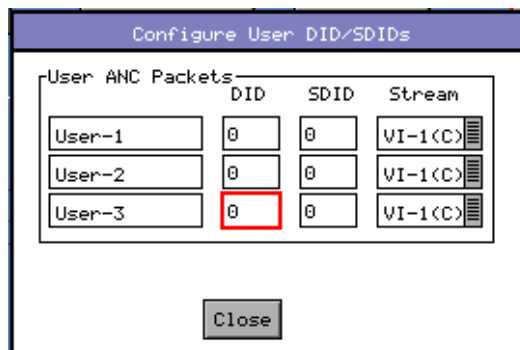 Configure User DID/SDIDs
User ANC Packets
DID SDID Stream
User-1 0 0 VI-1(C)
User-2 0 0 VI-1(C)
User-3 0 0 VI-1(C)
Close